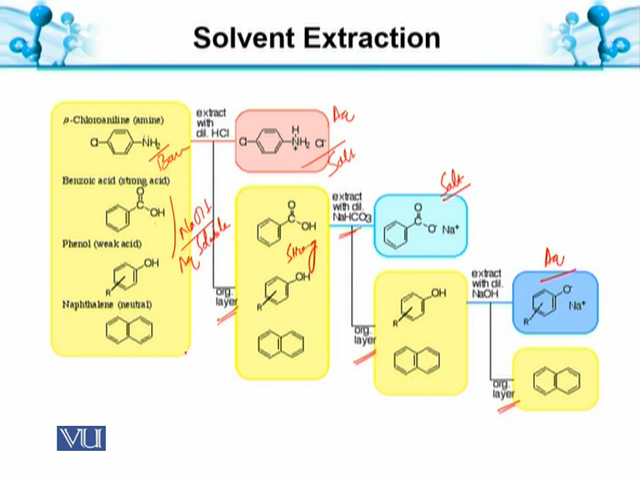 Solvent Extraction
p-Chloroaniline (amine)
Cl
NH2
Base
Benzoic acid (strong acid)
O
C
OH
NaOH
Aq Soluble
Phenol (weak acid)
OH
R
Naphthalene (neutral)
extract
with
dil. HCl
Cl
H
NH2 Cl-
+
Aq
Salt
org.
layer
O
C
OH
Strong
OH
R
extract
with dil.
NaHCO3
O
C
O- Na+
Salt
org.
layer
OH
R
extract
with dil.
NaOH
O-
Na+
R
Aq
org.
layer
VU